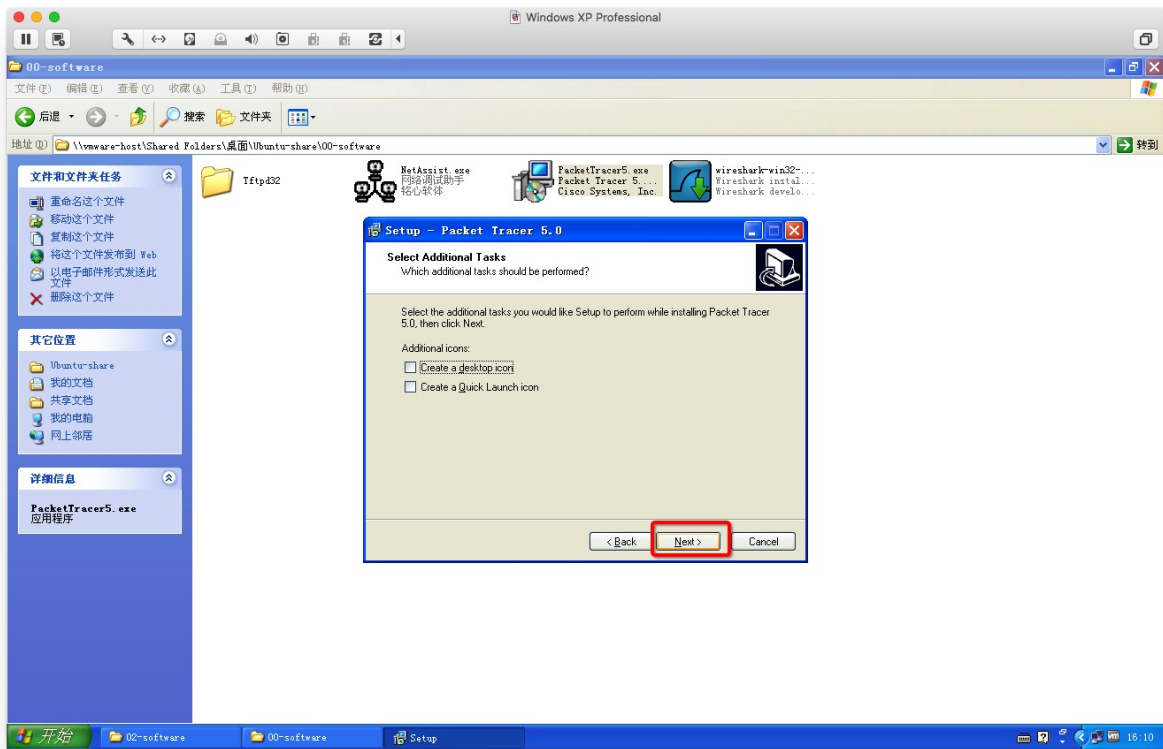 Windows XP Professional
00-software
文件(F) 编辑(E) 查看(V) 收藏(A) 工具(T) 帮助(H)
后退 搜索 文件夹
地址(D) \\vmware-host\Shared Folders\桌面\Ubuntu-share\00-software 转到
文件和文件夹任务
重命名这个文件
移动这个文件
复制这个文件
将这个文件发布到 Web
以电子邮件形式发送此
文件
删除这个文件
其它位置
Ubuntu-share
我的文档
共享文档
我的电脑
网上邻居
详细信息
PacketTracer5.exe
应用程序
Tftpd32
NetAssist.exe
网络调试助手
铭心软体
PacketTracer5.exe
Packet Tracer 5....
Cisco Systems, Inc.
wireshark-win32-...
Wireshark instal...
Wireshark develo...
Setup - Packet Tracer 5.0
Select Additional Tasks
Which additional tasks should be performed?
Select the additional tasks you would like Setup to perform while installing Packet Tracer
5.0, then click Next.
Additional icons:
Create a desktop icon
Create a Quick Launch icon
< Back Next > Cancel
开始 02-software 00-software Setup 16:10